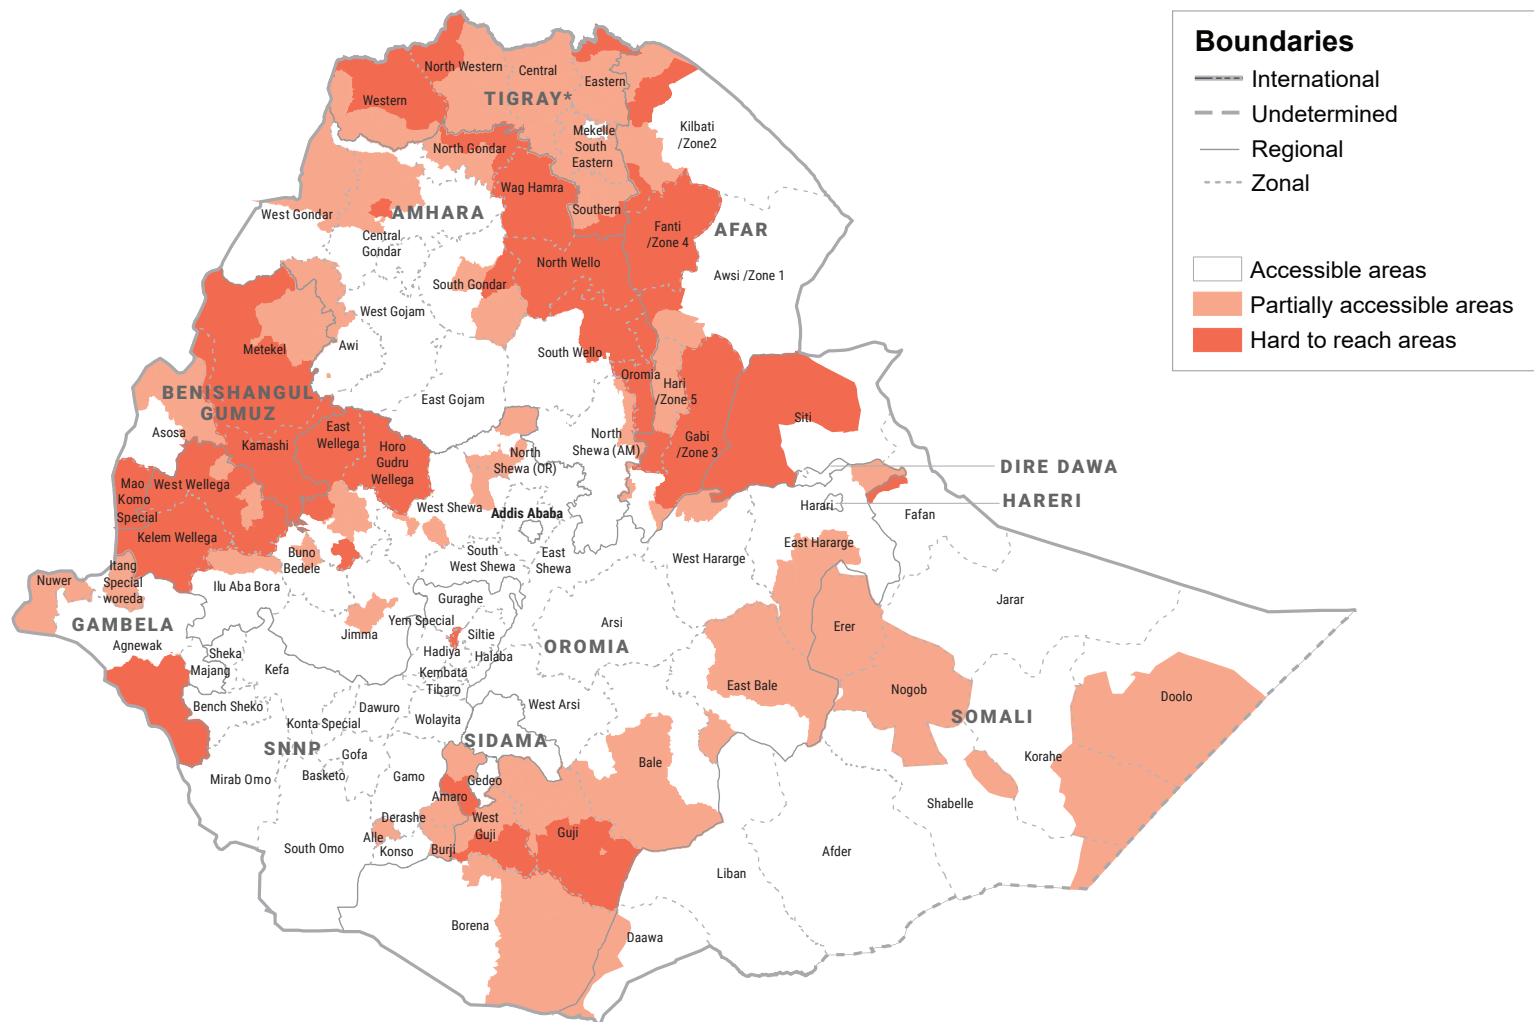 Boundaries
International
Undetermined
Regional
Zonal
Accessible areas
Partially accessible areas
Hard to reach areas
North Western
Central
Eastern
Western
TIGRAY*
Kilbati
/Zone2
Mekelle
South
Eastern
North Gondar
Wag Hamra
Southern
West Gondar
AMHARA
Central
Gondar
Fanti
/Zone 4
AFAR
Awsi /Zone 1
North Wello
South Gondar
West Gojam
Metekel
Awi
South Wello
Oromia
Hari
/Zone 5
BENISHANGUL
GUMUZ
East Gojam
Siti
Asosa
Kamashi
East
Wellega
Horo
Gudru
Wellega
North
Shewa (OR)
North
Shewa (AM)
Gabi
/Zone 3
DIRE DAWA
HARERI
Mao
Komo
Special
West Wellega
West Shewa
Addis Ababa
Harari
Fafan
Kelem Wellega
Buno
Bedele
South
West Shewa
East
Shewa
West Hararge
East Hararge
Nuwer
Itang
Special
woreda
Ilu Aba Bora
Guraghe
Jarar
GAMBELA
Agnewak
Jimma
Yem Special
Siltie
Arsi
Erer
Sheka
Majang
Kefa
Hadiya
Halaba
OROMIA
Kembata
Tibaro
East Bale
Nogob
Doolo
Bench Sheko
Konta Special
Dawuro
Wolayita
West Arsi
SOMALI
SNNP
Gofa
SIDAMA
Korahe
Mirab Omo
Basketo
Gamo
Gedeo
Bale
Amaro
Shabelle
Derashe
West
Guji
Guji
Alle
Konso
Burji
South Omo
Afder
Liban
Borena
Daawa